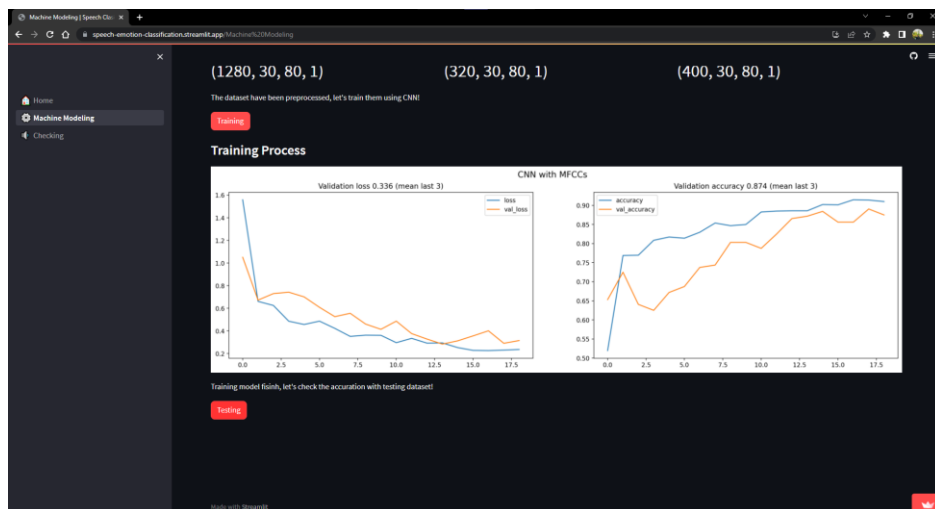 Machine Modeling | Speech Clas
speech-emotion-classification.streamlit.app/Machine%20Modeling
Home
Machine Modeling
Checking
(1280, 30, 80, 1) (320, 30, 80, 1) (400, 30, 80, 1)
The dataset have been preprocessed, let's train them using CNN!
Training
Training Process
CNN with MFCCs
Validation loss 0.336 (mean last 3)
loss
val_loss
1.6
1.4
1.2
1.0
0.8
0.6
0.4
0.2
0.0 2.5 5.0 7.5 10.0 12.5 15.0 17.5
Validation accuracy 0.874 (mean last 3)
accuracy
val_accuracy
0.90
0.85
0.80
0.75
0.70
0.65
0.60
0.55
0.50
0.0 2.5 5.0 7.5 10.0 12.5 15.0 17.5
Training model fisinh, let's check the accuration with testing dataset!
Testing
Made with Streamlit